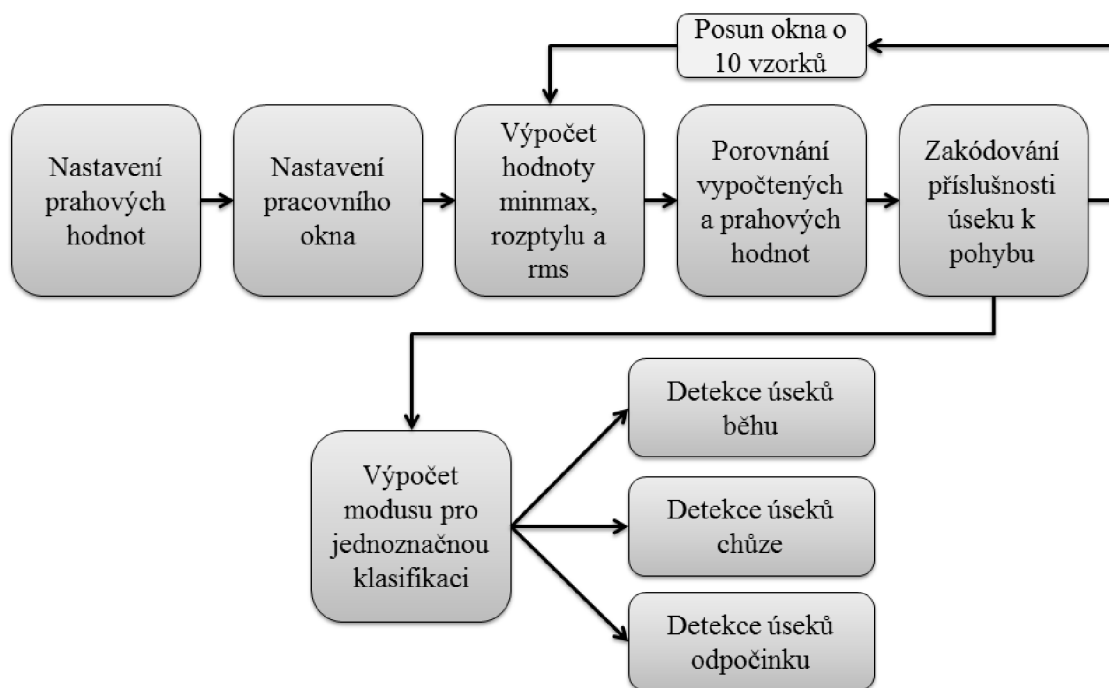 Posun okna o
10 vzorků
Nastavení
prahových
hodnot
Nastavení
pracovního
okna
Výpočet
hodnoty
minmax,
rozptylu a
rms
Porovnání
vypočtených
a prahových
hodnot
Zakódování
příslušnosti
úseku k
pohybu
Výpočet
modusu pro
jednoznačnou
klasifikaci
Detekce úseků
běhu
Detekce úseků
chůze
Detekce úseků
odpočinku